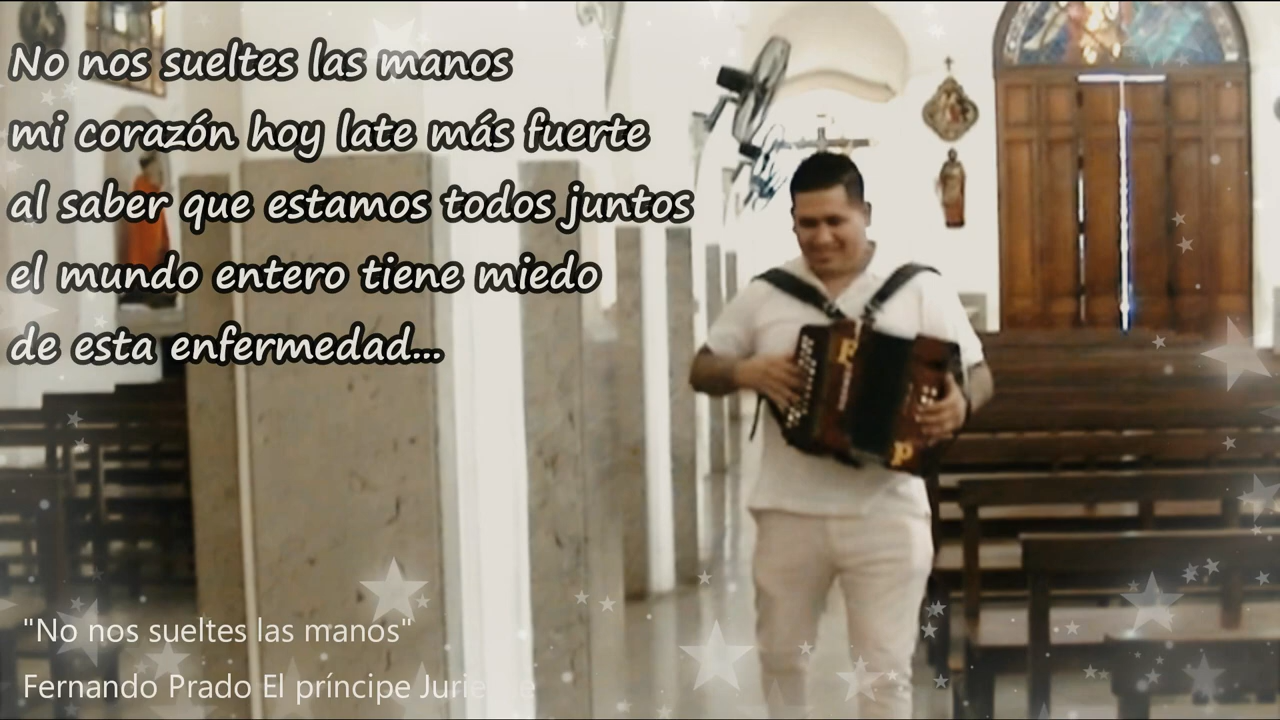 No nos sueltes las manos
mi corazón hoy late más fuerte
al saber que estamos todos juntos
el mundo entero tiene miedo
de esta enfermedad...
F
P
"No nos sueltes las manos"
Fernando Prado El príncipe